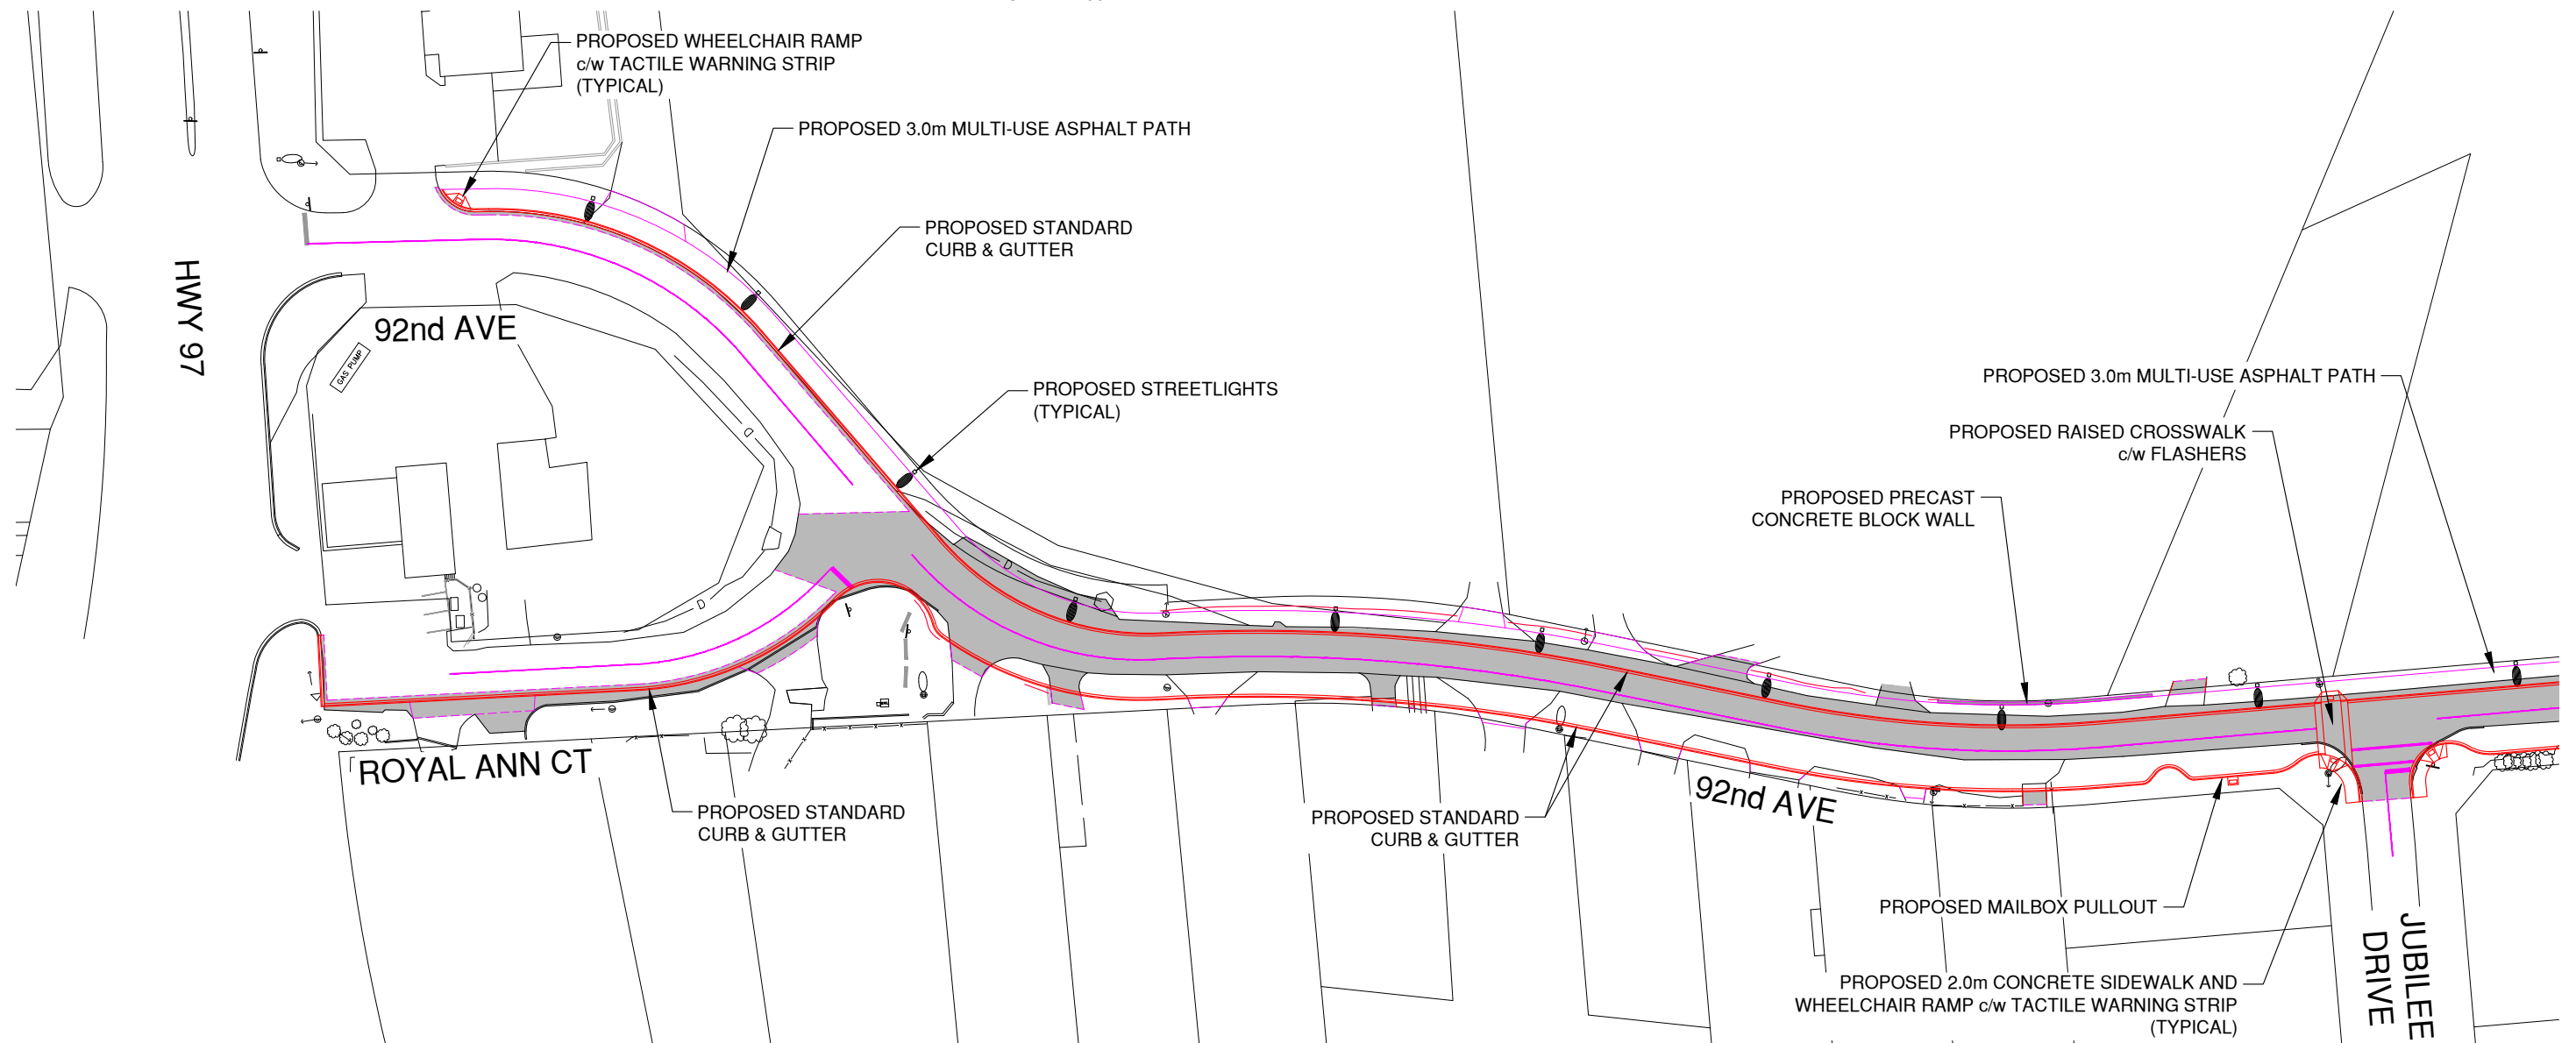 PROPOSED WHEELCHAIR RAMP
c/w TACTILE WARNING STRIP
(TYPICAL)
PROPOSED 3.0m MULTI-USE ASPHALT PATH
PROPOSED STANDARD
CURB & GUTTER
HWY 97
92nd AVE
GAS PUMP
PROPOSED STREETLIGHTS
(TYPICAL)
PROPOSED 3.0m MULTI-USE ASPHALT PATH
PROPOSED RAISED CROSSWALK
c/w FLASHERS
PROPOSED PRECAST
CONCRETE BLOCK WALL
D
D
D
ROYAL ANN CT
PROPOSED STANDARD
CURB & GUTTER
PROPOSED STANDARD
CURB & GUTTER
92nd AVE
PROPOSED MAILBOX PULLOUT
PROPOSED 2.0m CONCRETE SIDEWALK AND
WHEELCHAIR RAMP c/w TACTILE WARNING STRIP
(TYPICAL)
JUBILEE
DRIVE